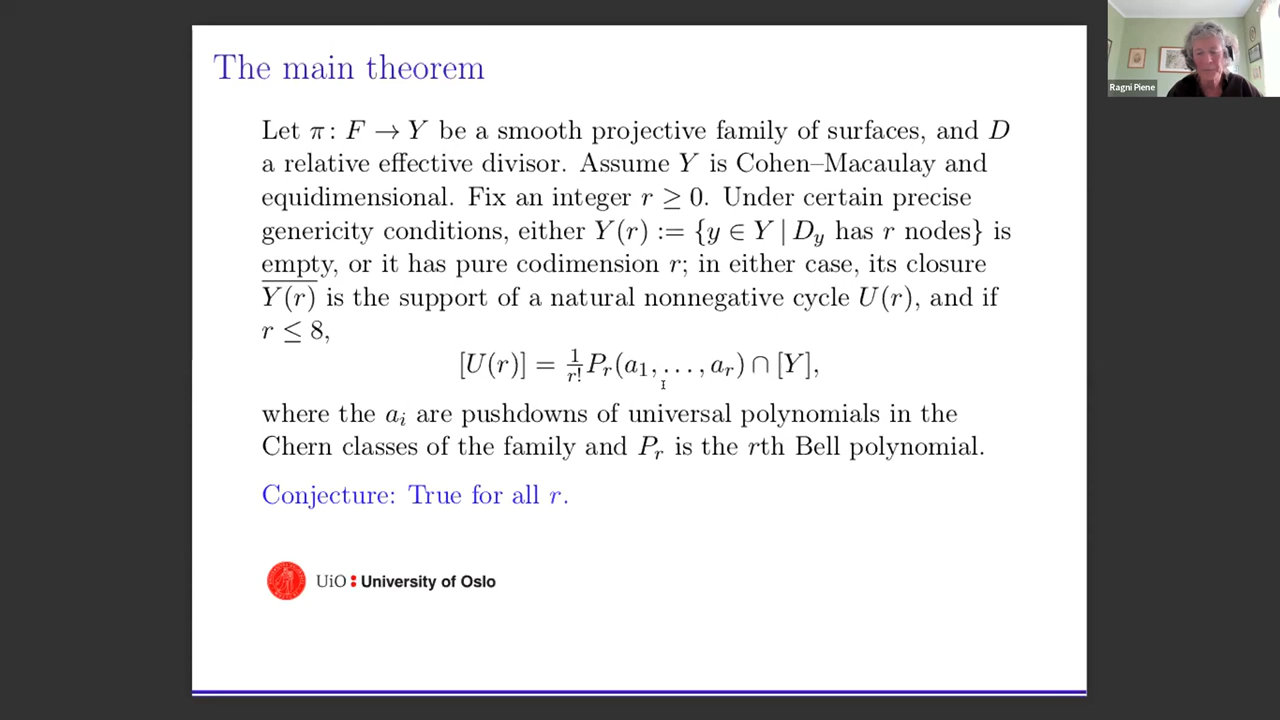 The main theorem
Ragni Piene
Let π: F → Y be a smooth projective family of surfaces, and D
a relative effective divisor. Assume Y is Cohen–Macaulay and
equidimensional. Fix an integer r ≥ 0. Under certain precise
genericity conditions, either Y(r) := {y ∈ Y | D_y has r nodes} is
empty, or it has pure codimension r; in either case, its closure
\overline{Y(r)} is the support of a natural nonnegative cycle U(r), and if
r ≤ 8,
[U(r)] = \frac{1}{r!} P_r(a_1, . . . , a_r) ∩ [Y],
where the a_i are pushdowns of universal polynomials in the
Chern classes of the family and P_r is the rth Bell polynomial.
Conjecture: True for all r.
UiO : University of Oslo